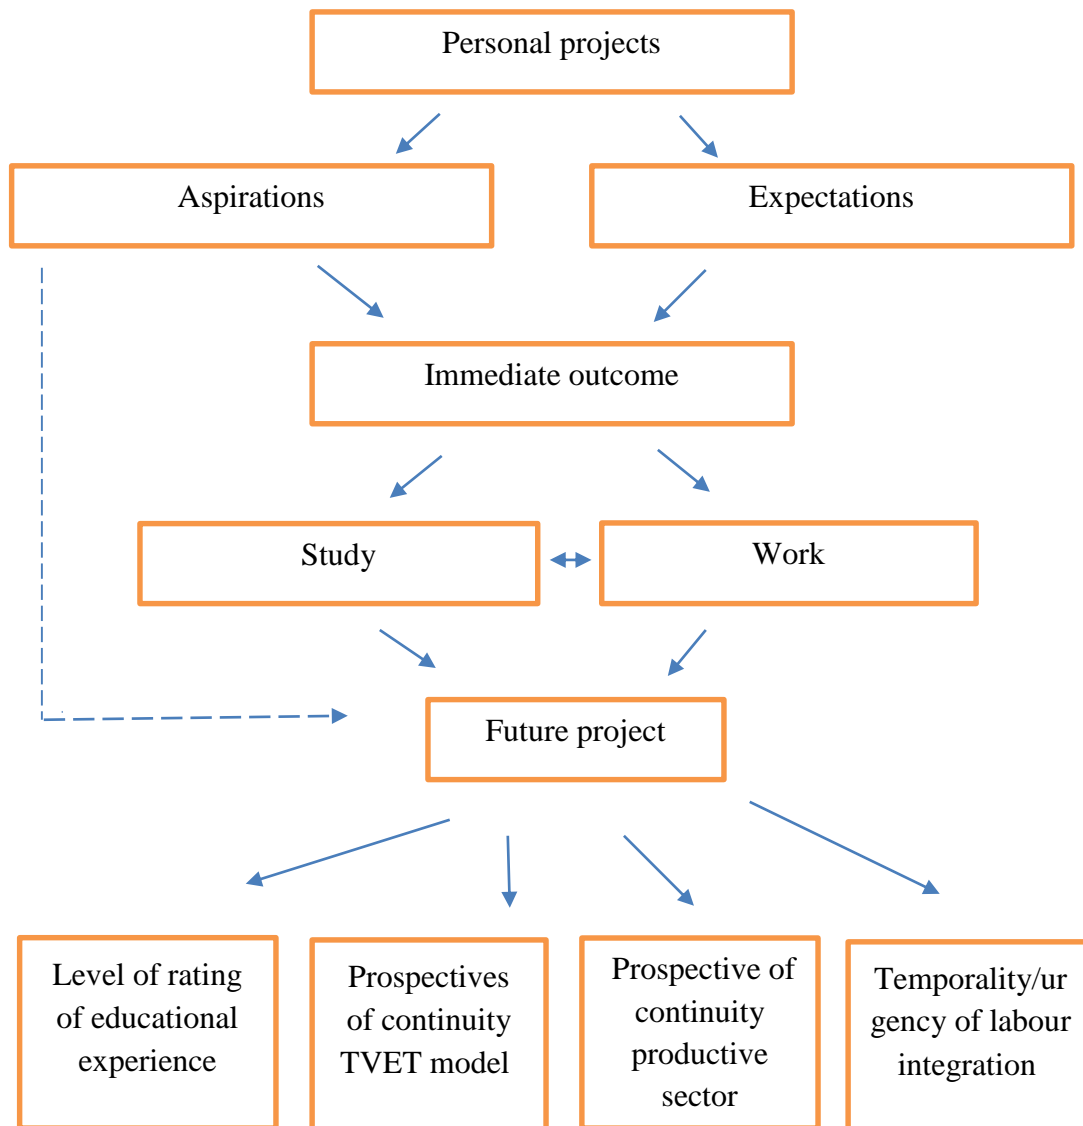 Personal projects
Aspirations
Expectations
Immediate outcome
Study
Work
Future project
Level of rating
of educational
experience
Prospectives
of continuity
TVET model
Prospective of
continuity
productive
sector
Temporality/ur
gency of labour
integration